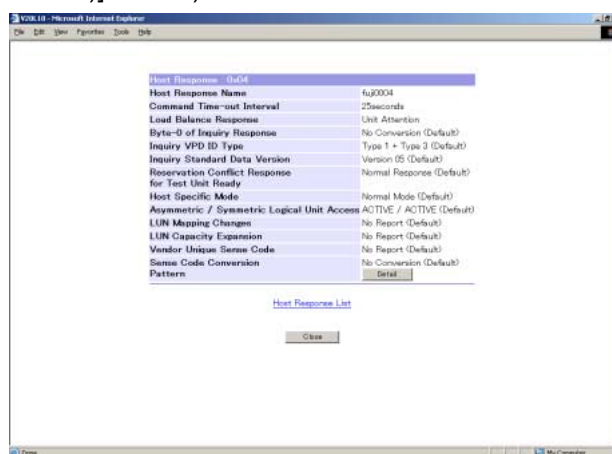 V20L10 - Microsoft Internet Explorer
File Edit View Favorites Tools Help
Host Response 0x04
Host Response Name fuji0004
Command Time-out Interval 25seconds
Load Balance Response Unit Attention
Byte-0 of Inquiry Response No Conversion (Default)
Inquiry VPD ID Type Type 1 + Type 3 (Default)
Inquiry Standard Data Version Version 05 (Default)
Reservation Conflict Response Normal Response (Default)
for Test Unit Ready
Host Specific Mode Normal Mode (Default)
Asymmetric / Symmetric Logical Unit Access ACTIVE / ACTIVE (Default)
LUN Mapping Changes No Report (Default)
LUN Capacity Expansion No Report (Default)
Vendor Unique Sense Code No Report (Default)
Sense Code Conversion No Conversion (Default)
Pattern Detail
Host Response List
Close
Done My Computer